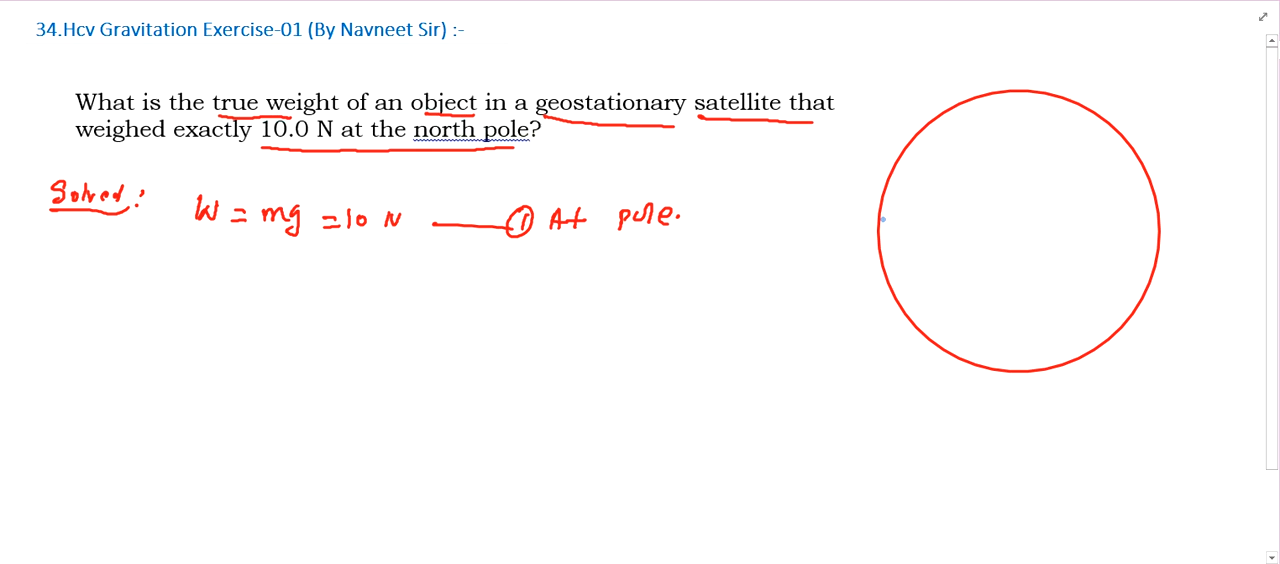 34.Hcv Gravitation Exercise-01 (By Navneet Sir) :-
What is the true weight of an object in a geostationary satellite that
weighed exactly 10.0 N at the north pole?
Solved:
W = mg = 10 N —— ① At pole.